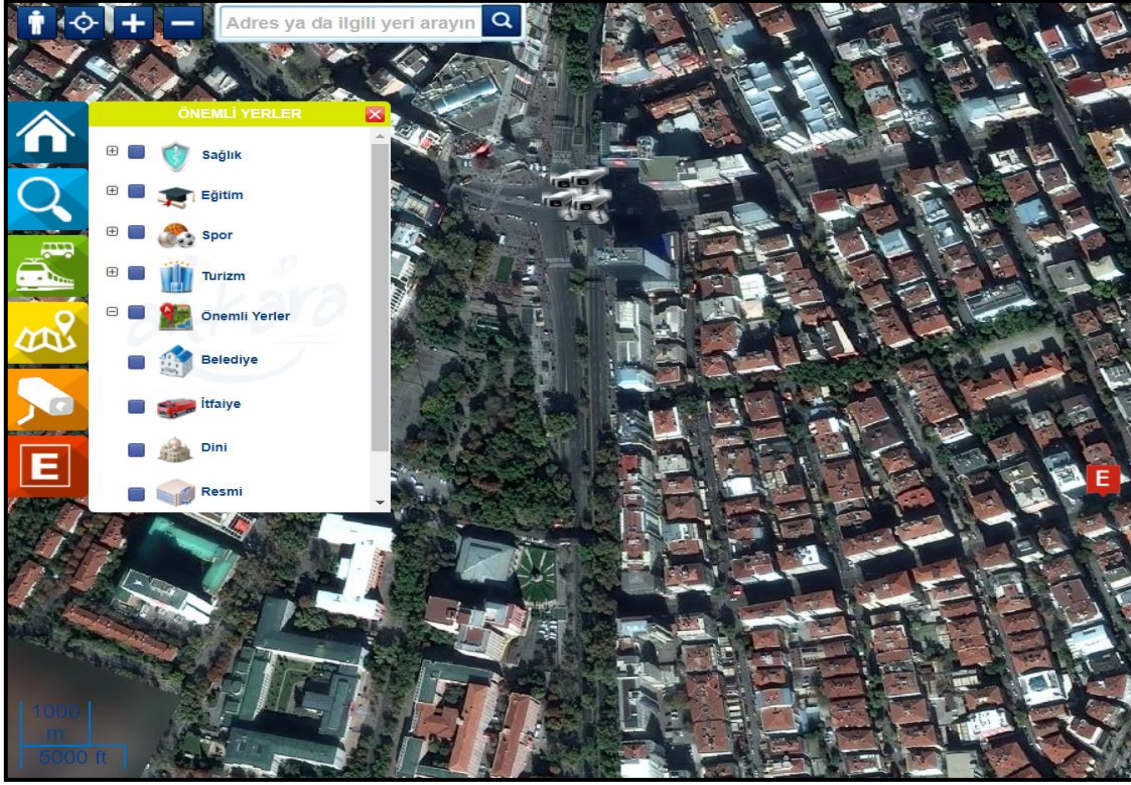 Adres ya da ilgili yeri arayın
ÖNEMLİ YERLER
Sağlık
Eğitim
Spor
Turizm
Önemli Yerler
ankara
Belediye
İtfaiye
Dini
Resmi
E
E
1000
m
5000 ft